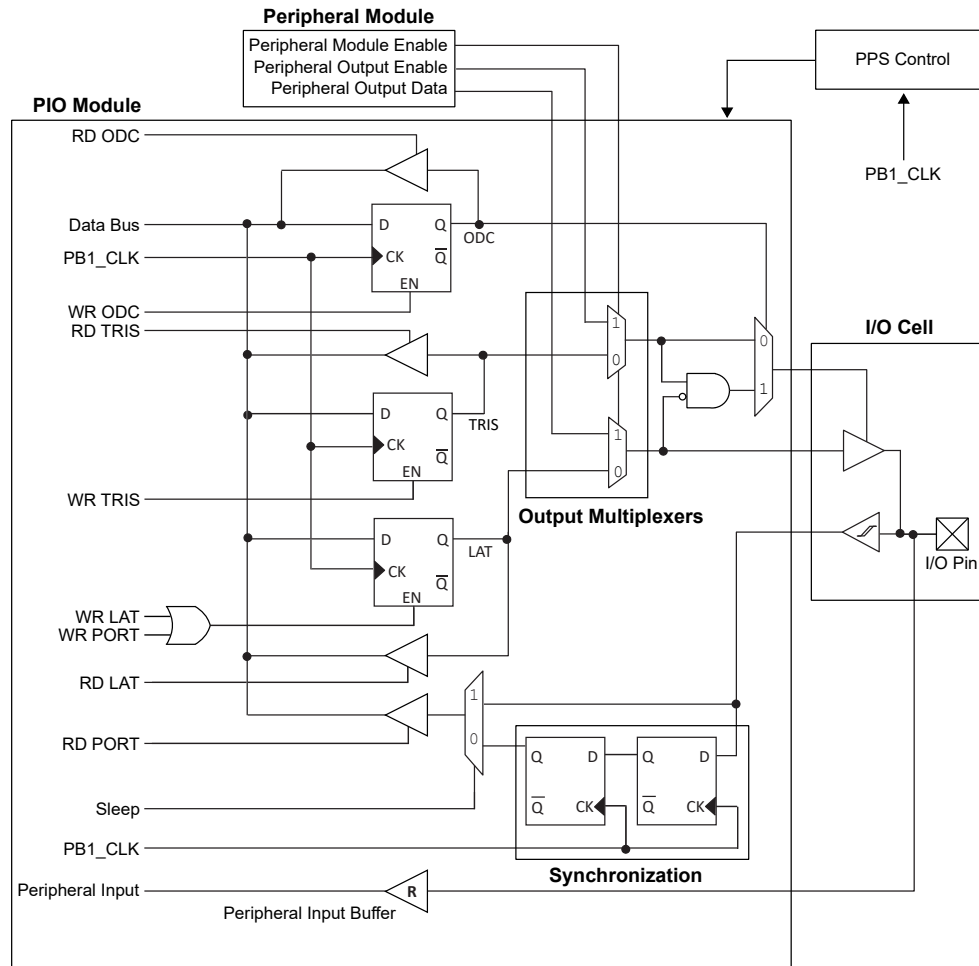 Peripheral Module
Peripheral Module Enable
Peripheral Output Enable
Peripheral Output Data
PPS Control
PB1_CLK
PIO Module
RD ODC
Data Bus
D Q
ODC
PB1_CLK
CK Q
EN
WR ODC
RD TRIS
1
0
0
1
I/O Cell
D Q
TRIS
CK Q
EN
WR TRIS
1
0
Output Multiplexers
D Q
LAT
CK Q
EN
I/O Pin
WR LAT
WR PORT
RD LAT
1
0
RD PORT
Q D Q D
Q CK Q CK
Sleep
PB1_CLK
Synchronization
Peripheral Input
R
Peripheral Input Buffer